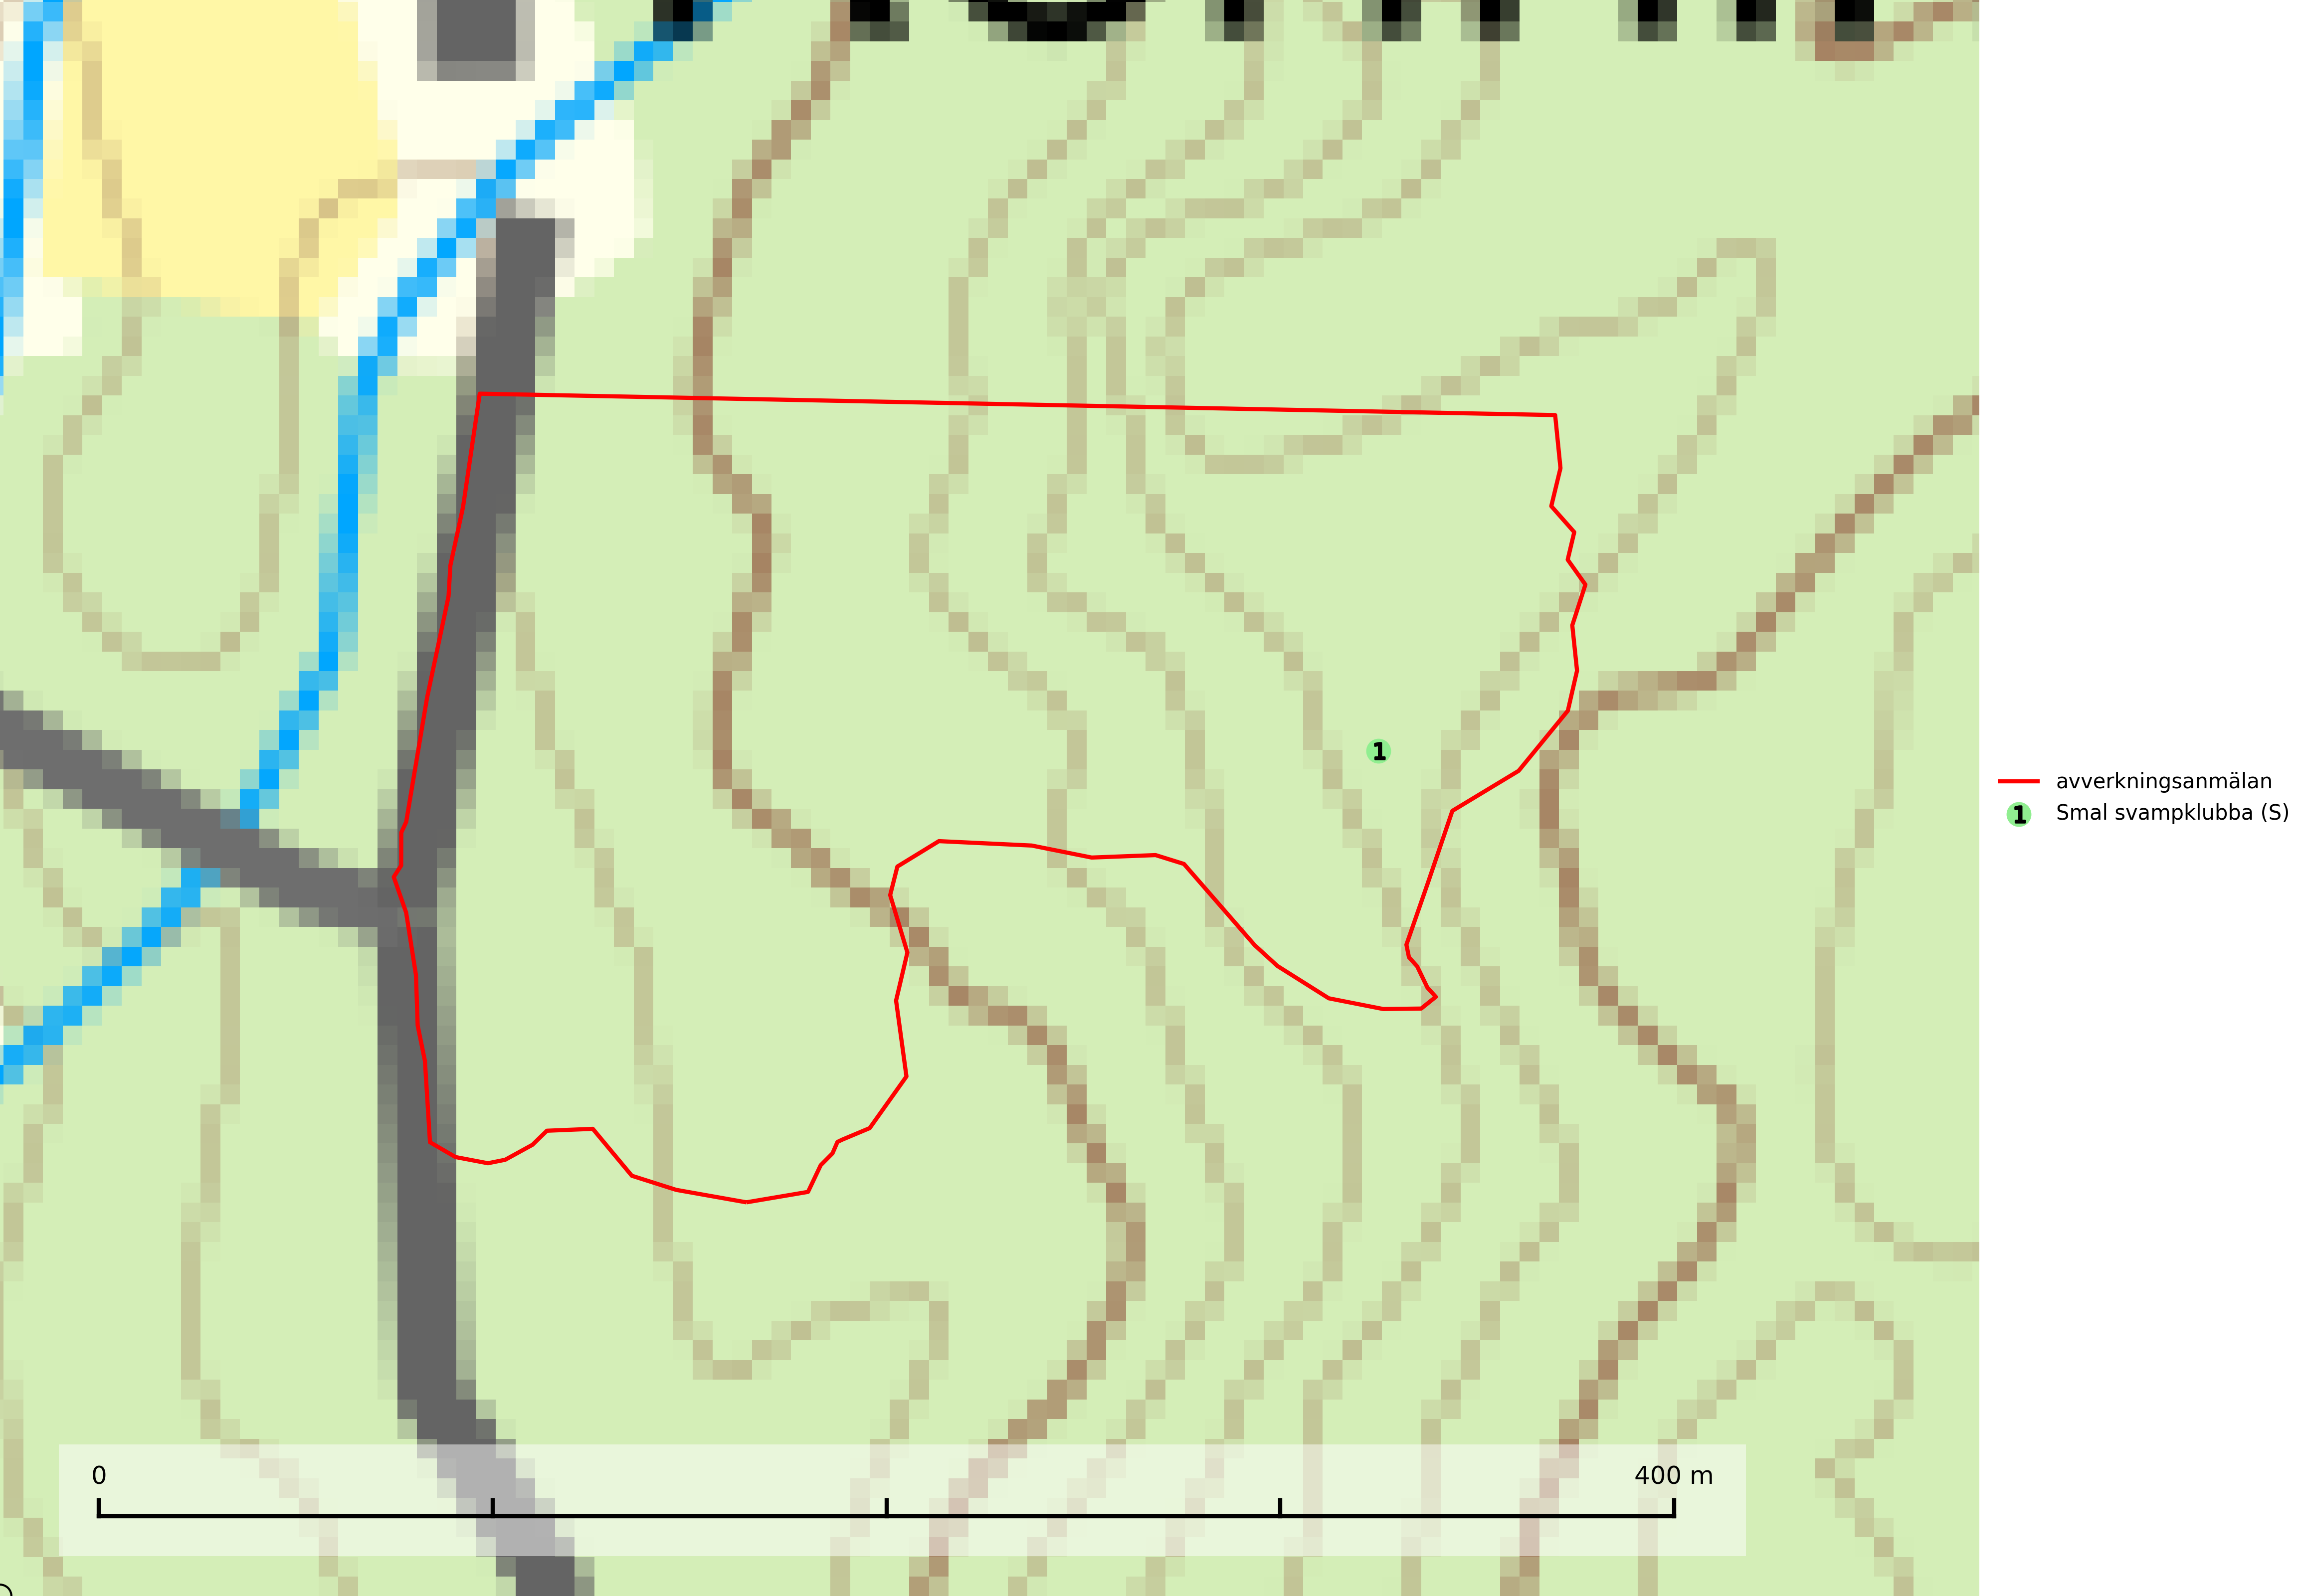 1
avverkningsanmälan
1 Smal svampklubba (S)
0 400 m